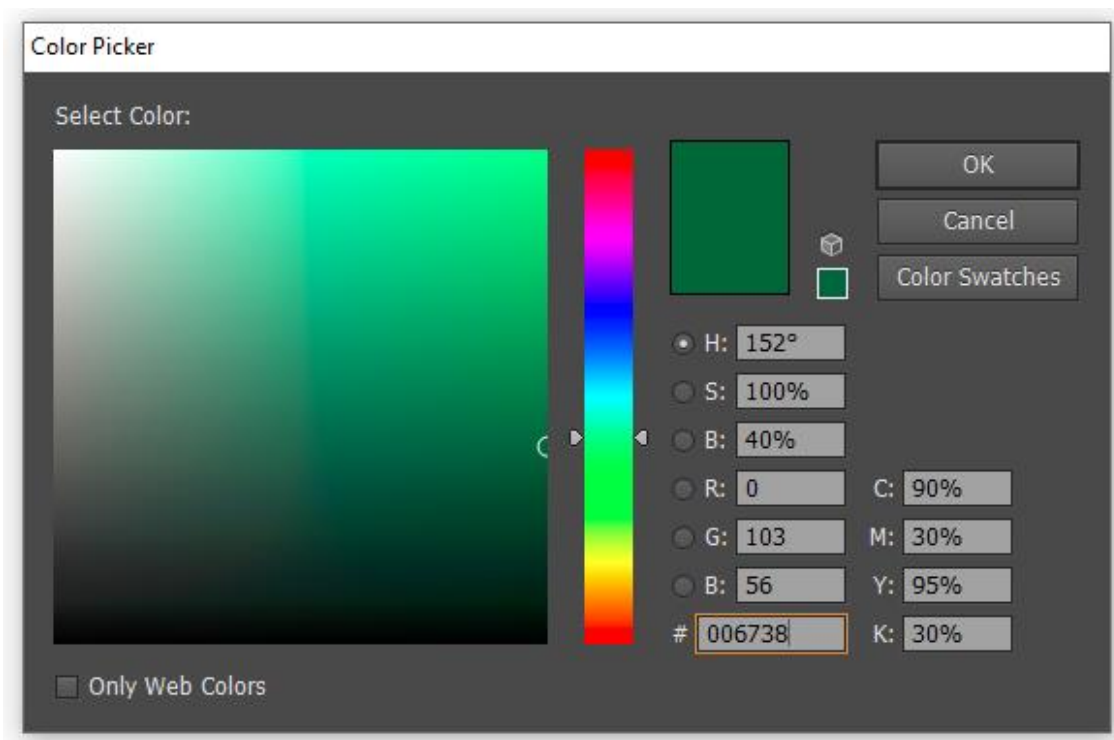 Color Picker
Select Color:
OK
Cancel
Color Swatches
H: 152°
S: 100%
B: 40%
R: 0 C: 90%
G: 103 M: 30%
B: 56 Y: 95%
# 006738 K: 30%
Only Web Colors